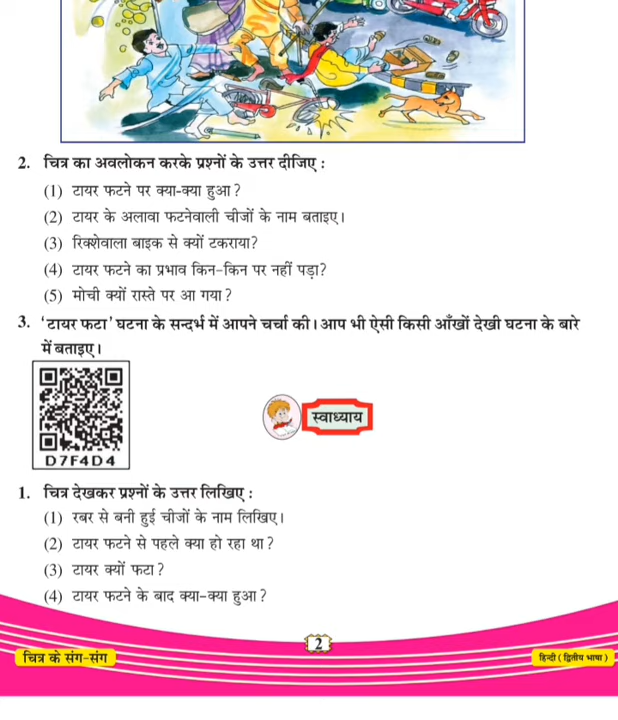 2. चित्र का अवलोकन करके प्रश्नों के उत्तर दीजिए :
(1) टायर फटने पर क्या-क्या हुआ ?
(2) टायर के अलावा फटनेवाली चीजों के नाम बताइए।
(3) रिक्शेवाला बाइक से क्यों टकराया?
(4) टायर फटने का प्रभाव किन-किन पर नहीं पड़ा?
(5) मोची क्यों रास्ते पर आ गया ?
3. ‘टायर फटा’ घटना के सन्दर्भ में आपने चर्चा की। आप भी ऐसी किसी आँखों देखी घटना के बारे
में बताइए।
D7F4D4
स्वाध्याय
1. चित्र देखकर प्रश्नों के उत्तर लिखिए :
(1) रबर से बनी हुई चीजों के नाम लिखिए।
(2) टायर फटने से पहले क्या हो रहा था ?
(3) टायर क्यों फटा ?
(4) टायर फटने के बाद क्या-क्या हुआ ?
2
चित्र के संग-संग
हिन्दी ( द्वितीय भाषा )